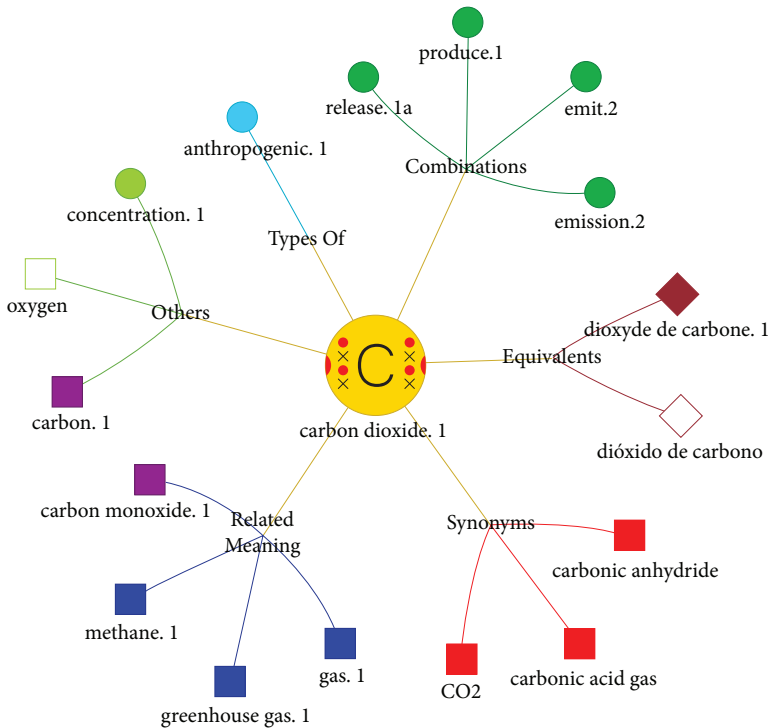 produce.1
release. 1a
emit.2
anthropogenic. 1
Combinations
concentration. 1
emission.2
Types Of
oxygen
Others
dioxyde de carbone. 1
Equivalents
C
carbon. 1
carbon dioxide. 1
dióxido de carbono
carbon monoxide. 1
Related
Meaning
Synonyms
carbonic anhydride
methane. 1
gas. 1
carbonic acid gas
CO2
greenhouse gas. 1